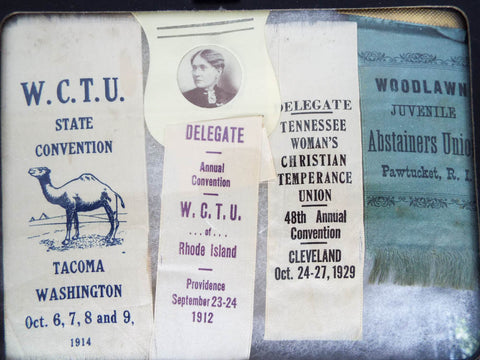 W.C.T.U.
STATE
CONVENTION
TACOMA
WASHINGTON
Oct. 6, 7, 8 and 9,
1914
DELEGATE
Annual
Convention
W. C. T. U.
... of ...
Rhode Island
Providence
September 23-24
1912
DELEGATE
TENNESSEE
WOMAN'S
CHRISTIAN
TEMPERANCE
UNION
48th Annual
Convention
CLEVELAND
Oct. 24-27, 1929
WOODLAWN
JUVENILE
Abstainers Union
Pawtucket, R. I.